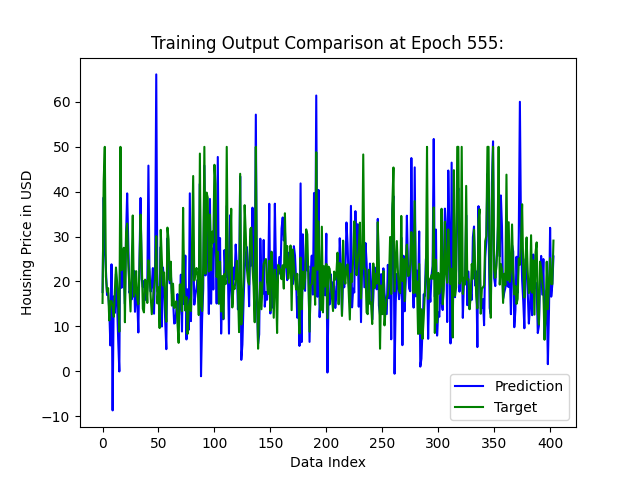 Training Output Comparison at Epoch 555:
Housing Price in USD
60
50
40
30
20
10
0
−10
0 50 100 150 200 250 300 350 400
Data Index
Prediction
Target